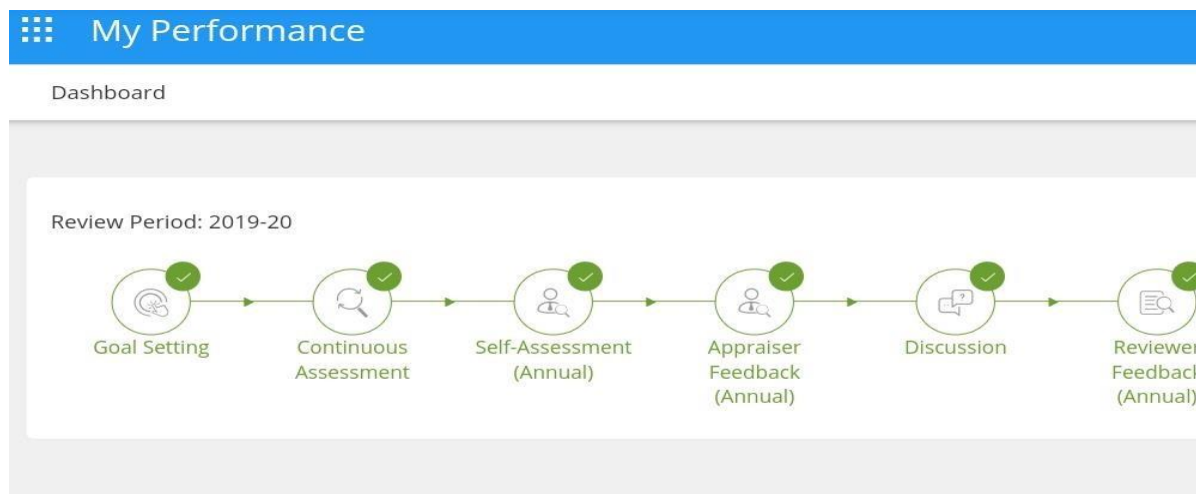 My Performance
Dashboard
Review Period: 2019-20
Goal Setting
Continuous
Assessment
Self-Assessment
(Annual)
Appraiser
Feedback
(Annual)
Discussion
Reviewer
Feedback
(Annual)